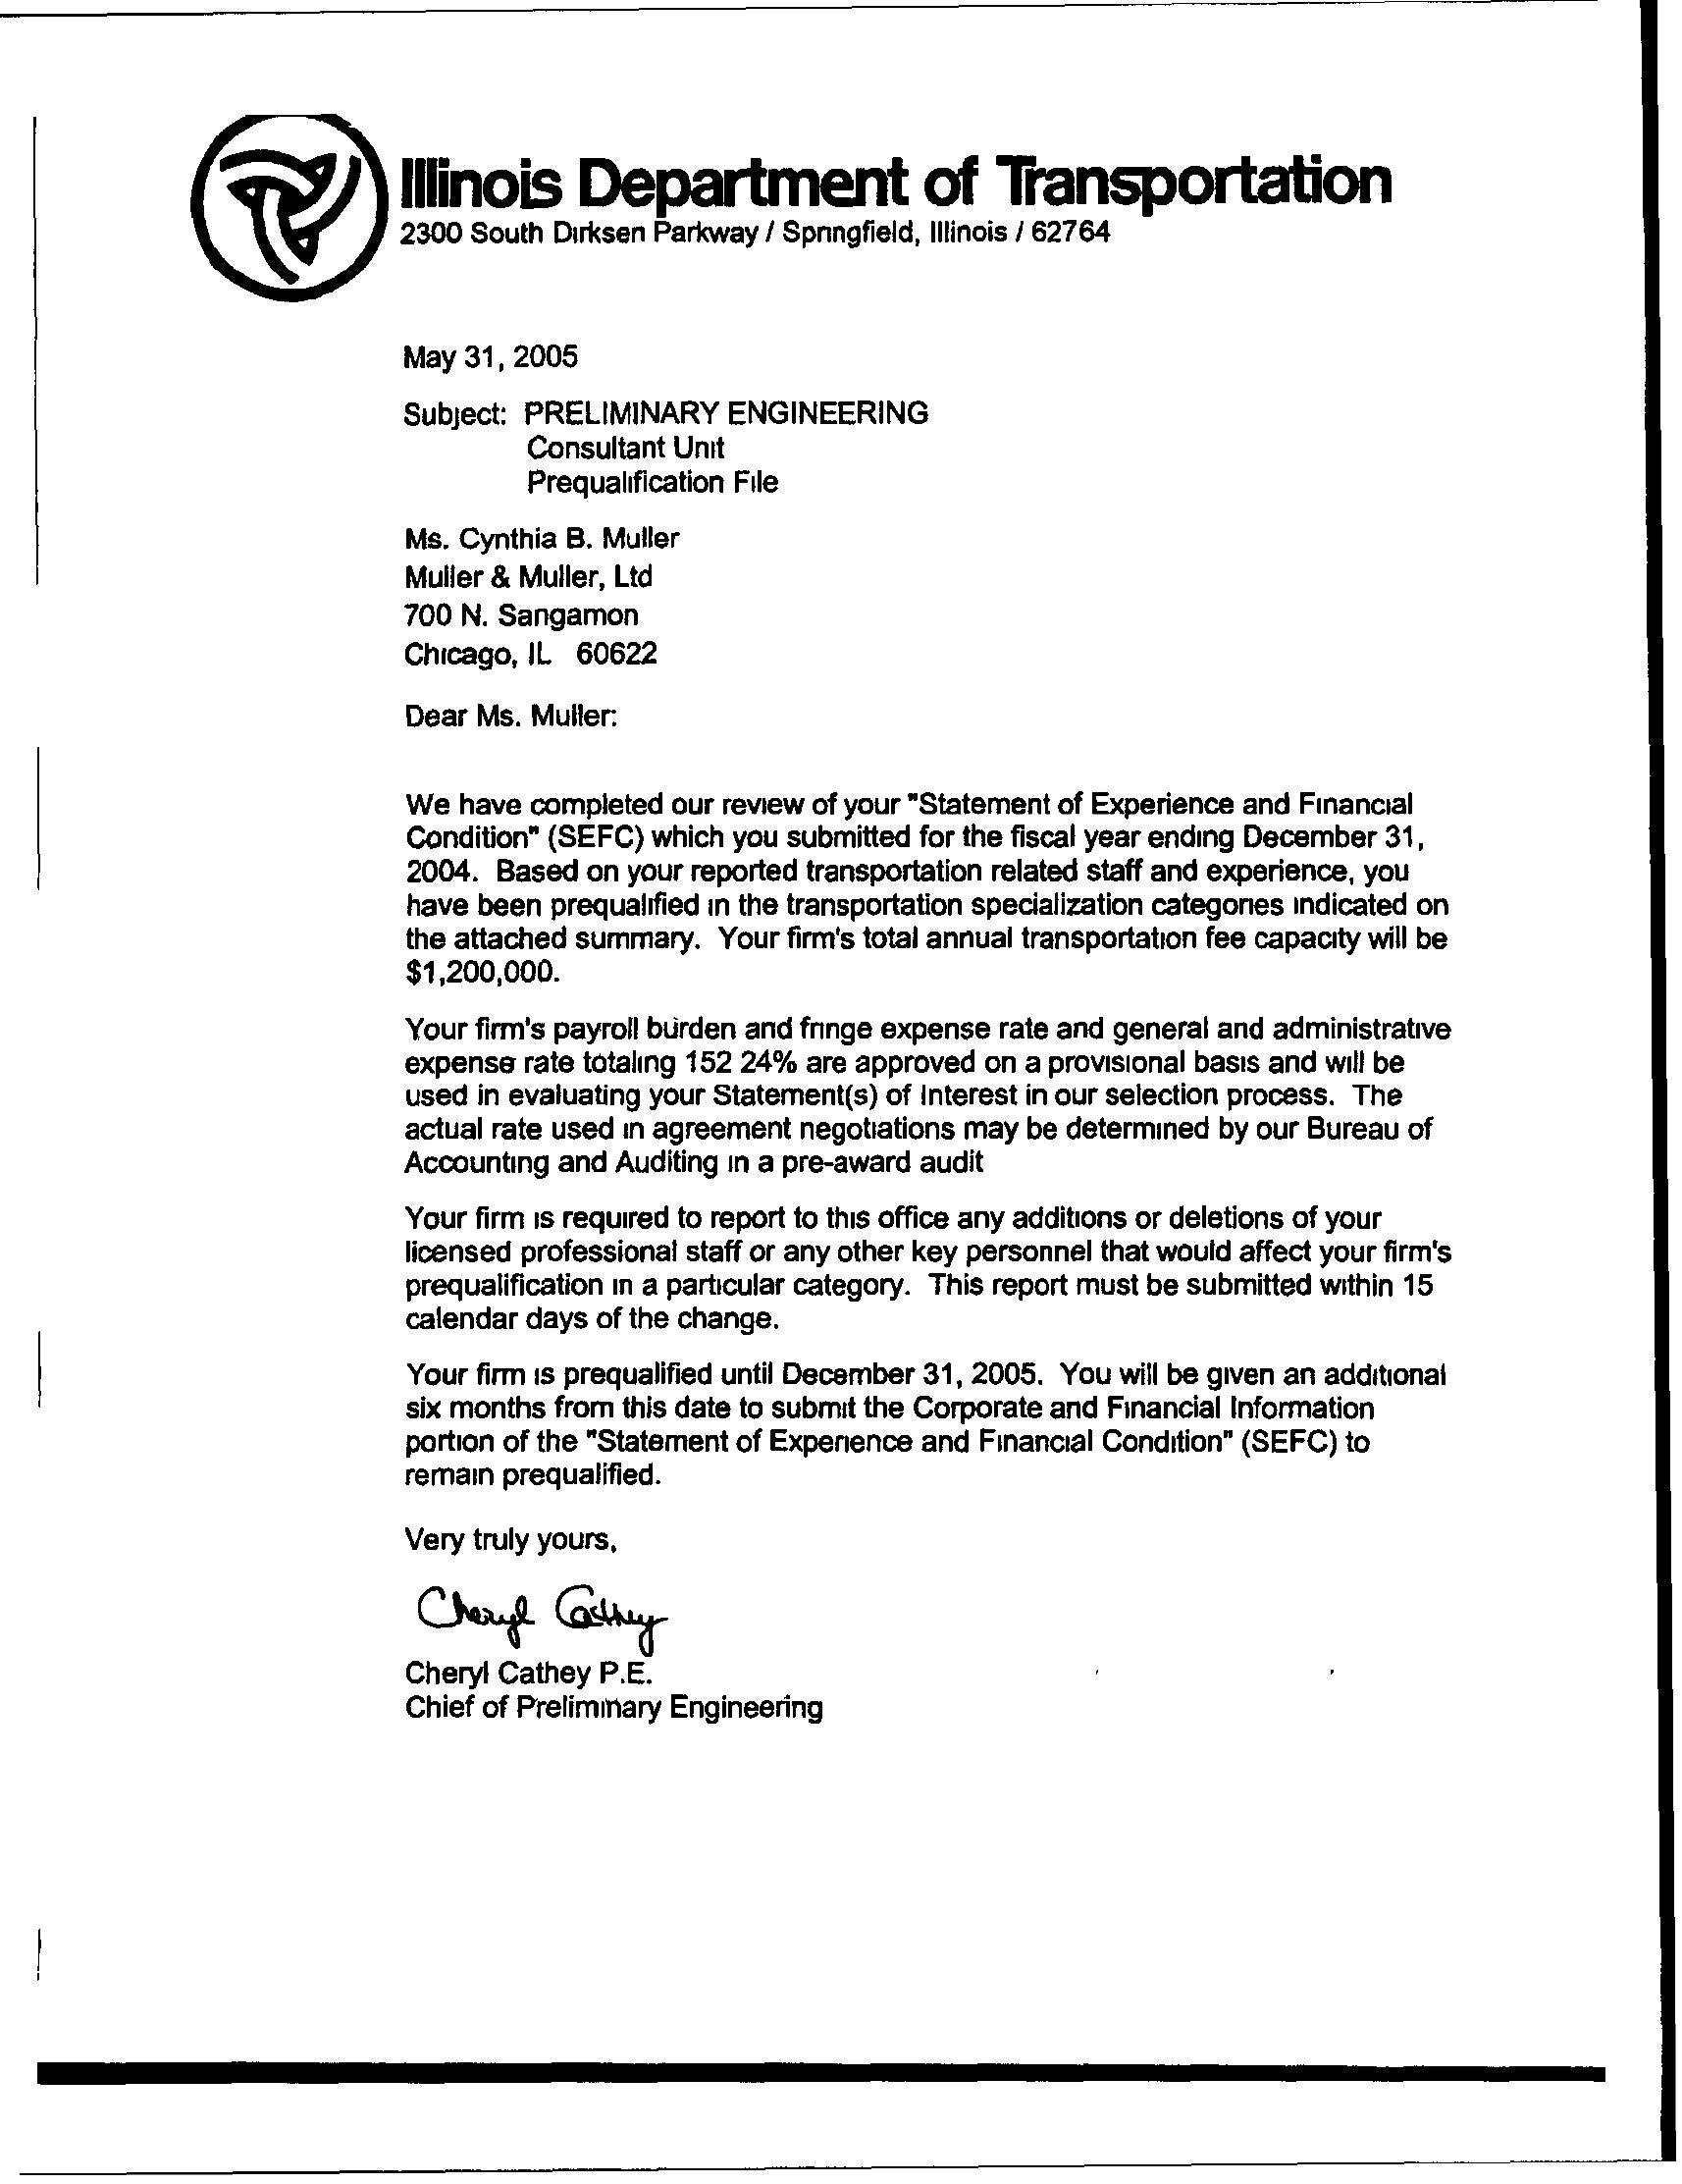 Illinois Department of Transportation
2300 South Dirksen Parkway / Springfield, Illinois / 62764
May 31, 2005
Subject: PRELIMINARY ENGINEERING
Consultant Unit
Prequalification File
Ms. Cynthia B. Muller
Muller & Muller, Ltd
700 N. Sangamon
Chicago, IL 60622
Dear Ms. Muller:
We have completed our review of your "Statement of Experience and Financial
Condition" (SEFC) which you submitted for the fiscal year ending December 31,
2004. Based on your reported transportation related staff and experience, you
have been prequalified in the transportation specialization categories indicated on
the attached summary. Your firm's total annual transportation fee capacity will be
$1,200,000.
Your firm's payroll burden and fringe expense rate and general and administrative
expense rate totaling 152 24% are approved on a provisional basis and will be
used in evaluating your Statement(s) of Interest in our selection process. The
actual rate used in agreement negotiations may be determined by our Bureau of
Accounting and Auditing in a pre-award audit
Your firm is required to report to this office any additions or deletions of your
licensed professional staff or any other key personnel that would affect your firm's
prequalification in a particular category. This report must be submitted within 15
calendar days of the change.
Your firm is prequalified until December 31, 2005. You will be given an additional
six months from this date to submit the Corporate and Financial Information
portion of the "Statement of Experience and Financial Condition" (SEFC) to
remain prequalified.
Very truly yours,
Cheryl Cathey
Cheryl Cathey P.E.
Chief of Preliminary Engineering